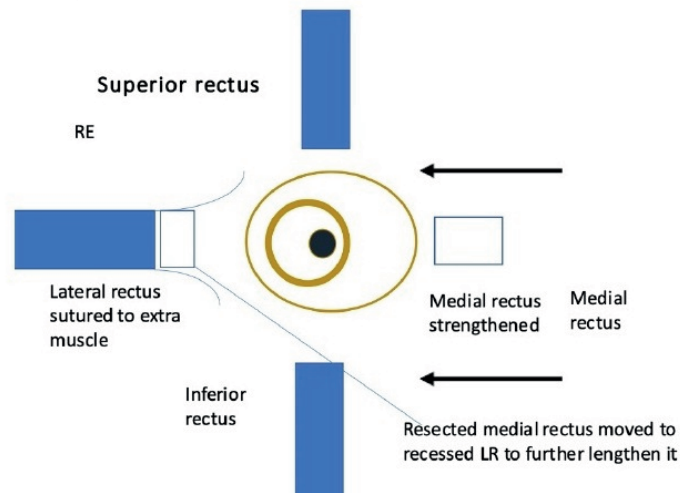 Superior rectus
RE
Lateral rectus
sutured to extra
muscle
Medial rectus
strengthened
Medial
rectus
Inferior
rectus
Resected medial rectus moved to
recessed LR to further lengthen it